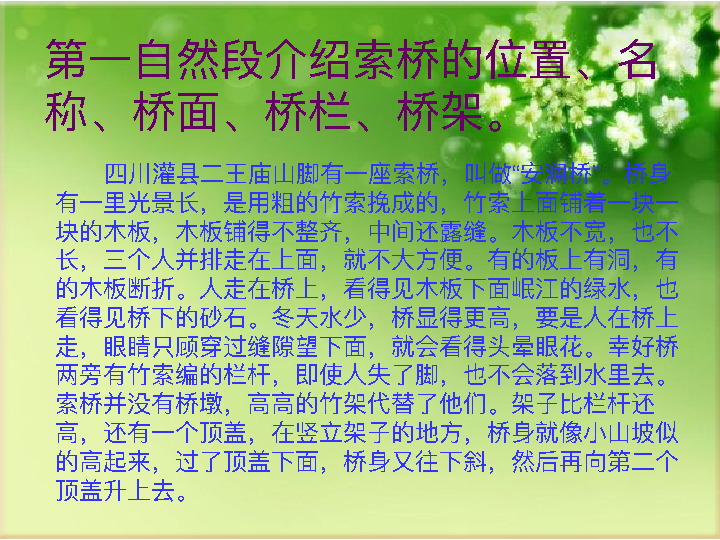 第一自然段介绍索桥的位置、名
称、桥面、桥栏、桥架。
四川灌县二王庙山脚有一座索桥，叫做“安澜桥”。桥身
有一里光景长，是用粗的竹索挽成的，竹索上面铺着一块一
块的木板，木板铺得不整齐，中间还露缝。木板不宽，也不
长，三个人并排走在上面，就不大方便。有的板上有洞，有
的木板断折。人走在桥上，看得见木板下面岷江的绿水，也
看得见桥下的砂石。冬天水少，桥显得更高，要是人在桥上
走，眼睛只顾穿过缝隙望下面，就会看得头晕眼花。幸好桥
两旁有竹索编的栏杆，即使人失了脚，也不会落到水里去。
索桥并没有桥墩，高高的竹架代替了他们。架子比栏杆还
高，还有一个顶盖，在竖立架子的地方，桥身就像小山坡似
的高起来，过了顶盖下面，桥身又往下斜，然后再向第二个
顶盖升上去。